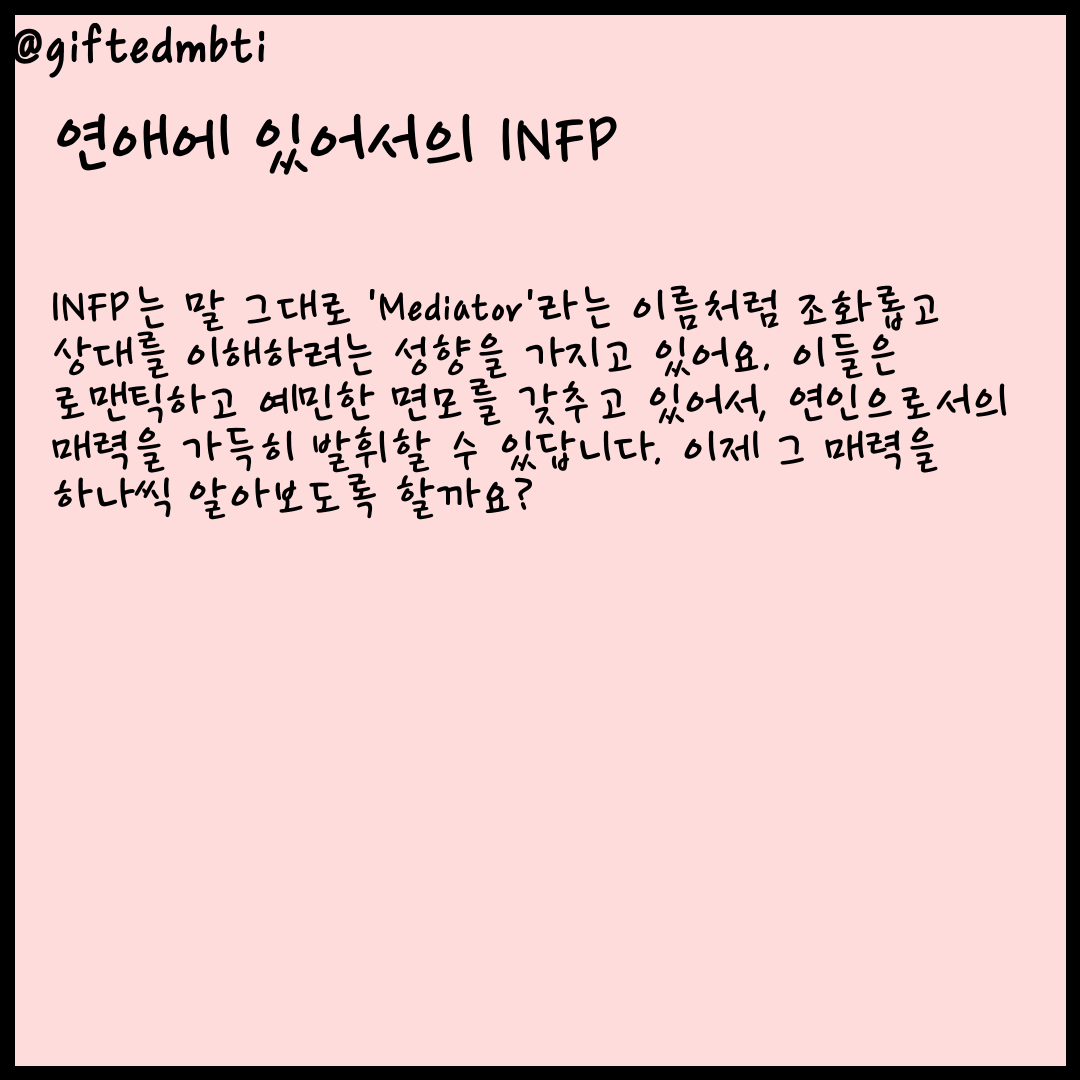 @giftedmbti
연애에 있어서의 INFP
INFP는 말 그대로 'Mediator'라는 이름처럼 조화롭고
상대를 이해하려는 성향을 가지고 있어요. 이들은
로맨틱하고 예민한 면모를 갖추고 있어서, 연인으로서의
매력을 가득히 발휘할 수 있답니다. 이제 그 매력을
하나씩 알아보도록 할까요?